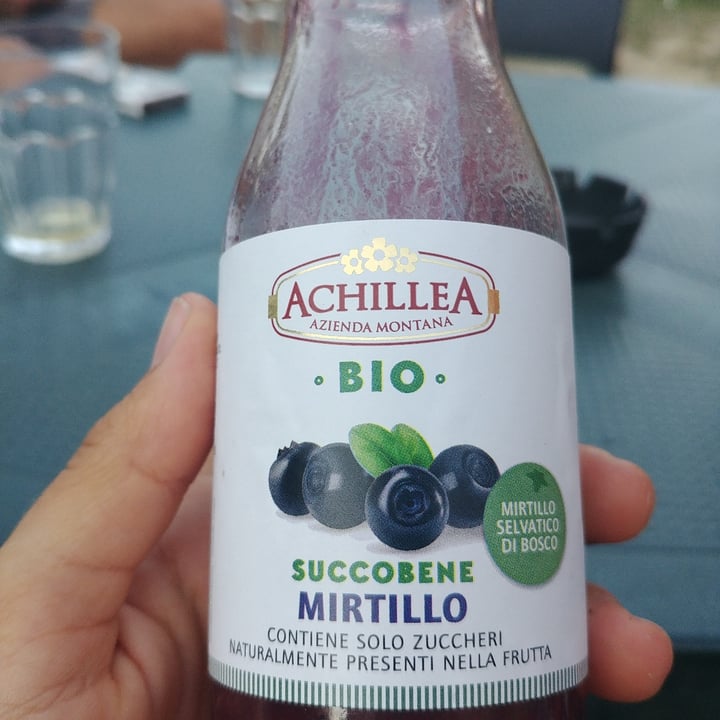 ACHILLEA
AZIENDA MONTANA
BIO
MIRTILLO
SELVATICO
DI BOSCO
SUCCOBENE
MIRTILLO
CONTIENE SOLO ZUCCHERI
NATURALMENTE PRESENTI NELLA FRUTTA